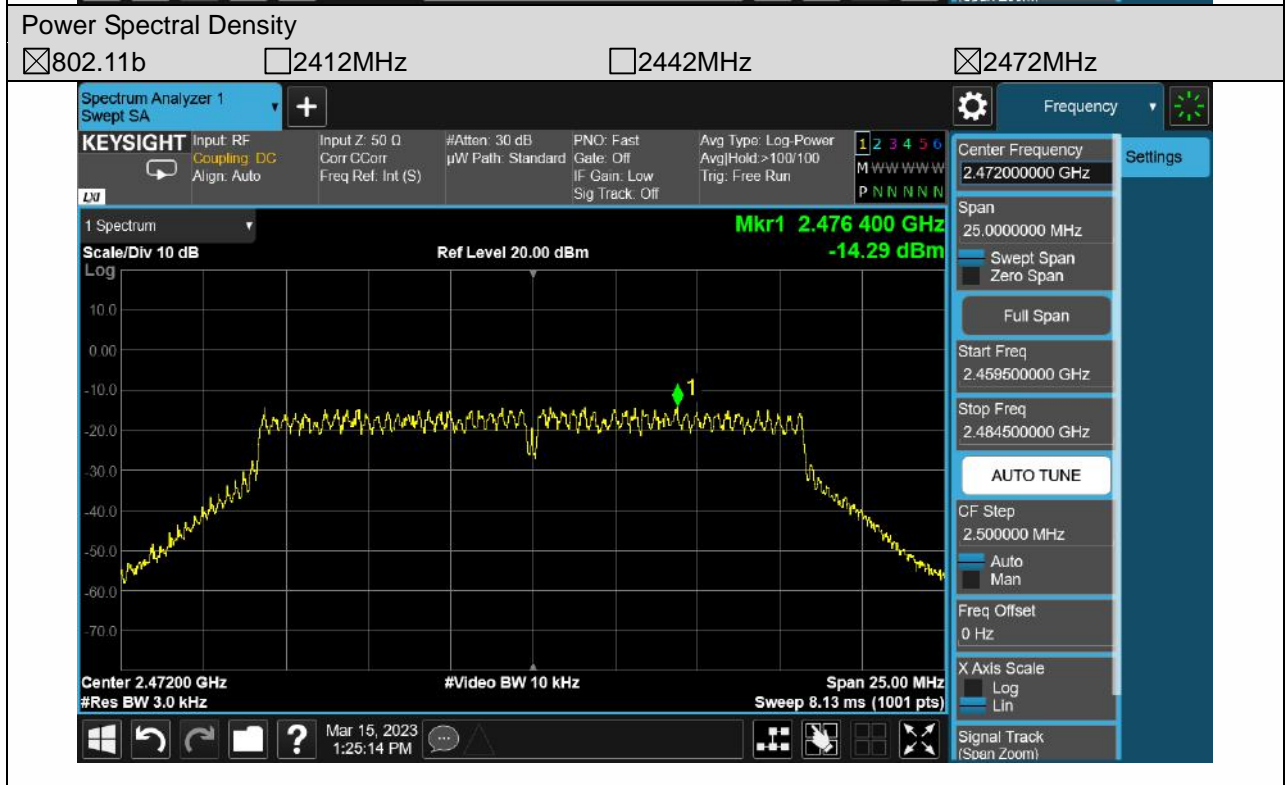 (Span Zoom)
Power Spectral Density
☒802.11b ☐2412MHz ☐2442MHz ☒2472MHz
Spectrum Analyzer 1
Swept SA
+
Frequency
KEYSIGHT
LXI
Input: RF
Coupling: DC
Align: Auto
Input Z: 50 Ω
Corr CCorr
Freq Ref: Int (S)
#Atten: 30 dB
µW Path: Standard
PNO: Fast
Gate: Off
IF Gain: Low
Sig Track: Off
Avg Type: Log-Power
Avg|Hold:>100/100
Trig: Free Run
1 2 3 4 5 6
M W W W W W
P N N N N N
1 Spectrum
Scale/Div 10 dB
Log
Ref Level 20.00 dBm
Mkr1 2.476 400 GHz
-14.29 dBm
10.0
0.00
-10.0
-20.0
-30.0
-40.0
-50.0
-60.0
-70.0
1
Center 2.47200 GHz
#Res BW 3.0 kHz
#Video BW 10 kHz
Span 25.00 MHz
Sweep 8.13 ms (1001 pts)
?
Mar 15, 2023
1:25:14 PM
Center Frequency
2.472000000 GHz
Settings
Span
25.0000000 MHz
Swept Span
Zero Span
Full Span
Start Freq
2.459500000 GHz
Stop Freq
2.484500000 GHz
AUTO TUNE
CF Step
2.500000 MHz
Auto
Man
Freq Offset
0 Hz
X Axis Scale
Log
Lin
Signal Track
(Span Zoom)